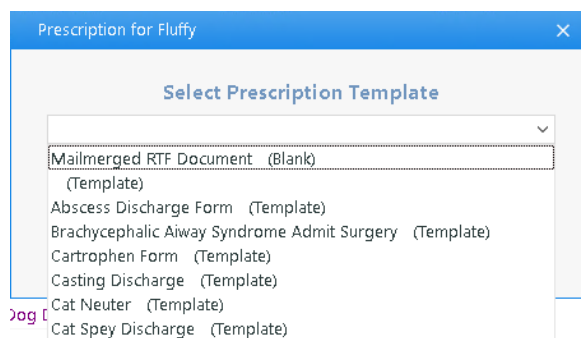 Prescription for Fluffy
Select Prescription Template
Mailmerged RTF Document (Blank)
(Template)
Abscess Discharge Form (Template)
Brachycephalic Aiway Syndrome Admit Surgery (Template)
Cartrophen Form (Template)
Casting Discharge (Template)
Cat Neuter (Template)
Dog
Cat Spey Discharge (Template)